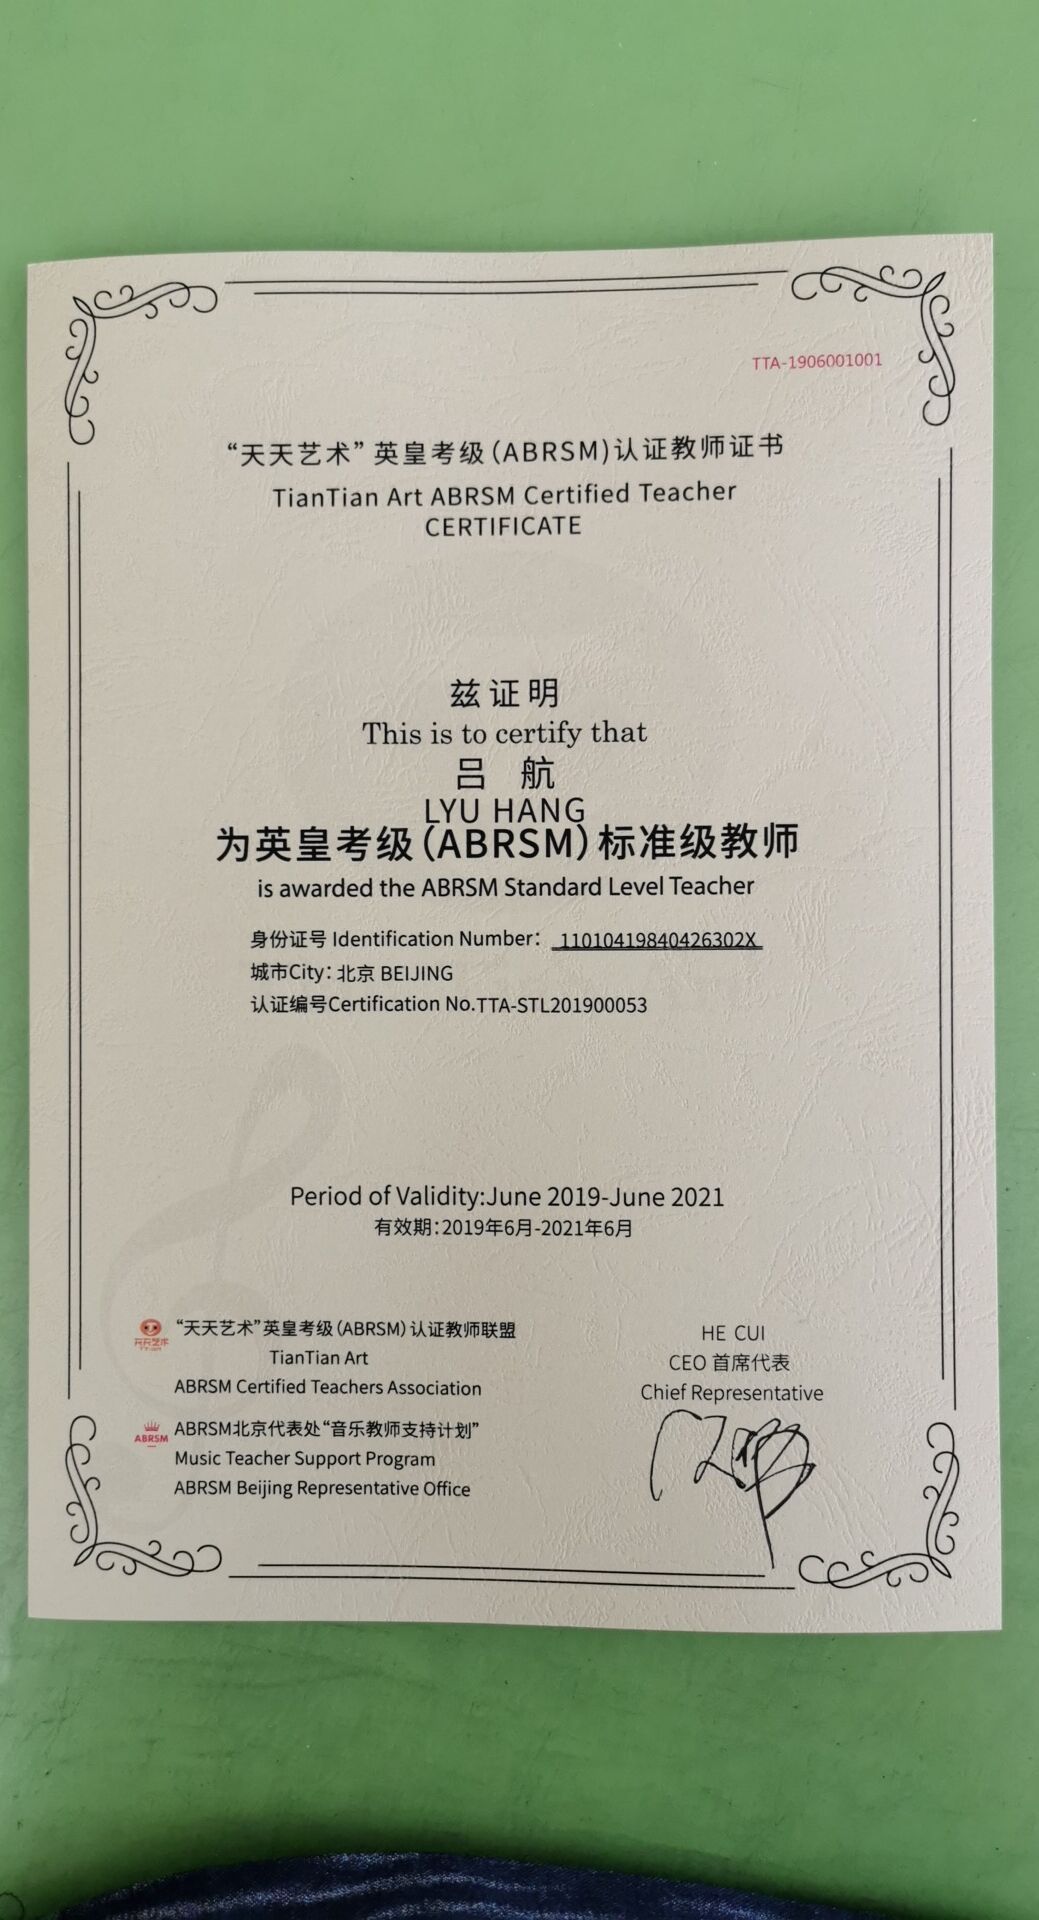 TTA-1906001001
“天天艺术”英皇考级(ABRSM)认证教师证书
TianTian Art ABRSM Certified Teacher
CERTIFICATE
兹证明
This is to certify that
吕 航
LYU HANG
为英皇考级(ABRSM)标准级教师
is awarded the ABRSM Standard Level Teacher
身份证号 Identification Number: 11010419840426302X
城市City: 北京 BEIJING
认证编号Certification No.TTA-STL201900053
Period of Validity:June 2019-June 2021
有效期:2019年6月-2021年6月
天天艺术
“天天艺术”英皇考级(ABRSM)认证教师联盟
TianTian Art
ABRSM Certified Teachers Association
ABRSM
ABRSM北京代表处“音乐教师支持计划”
Music Teacher Support Program
ABRSM Beijing Representative Office
HE CUI
CEO 首席代表
Chief Representative